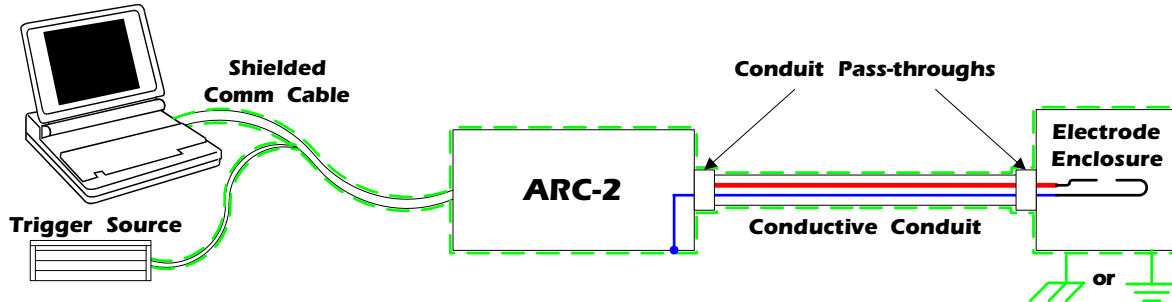 Shielded
Comm Cable
Trigger Source
ARC-2
Conduit Pass-throughs
Conductive Conduit
Electrode
Enclosure
or